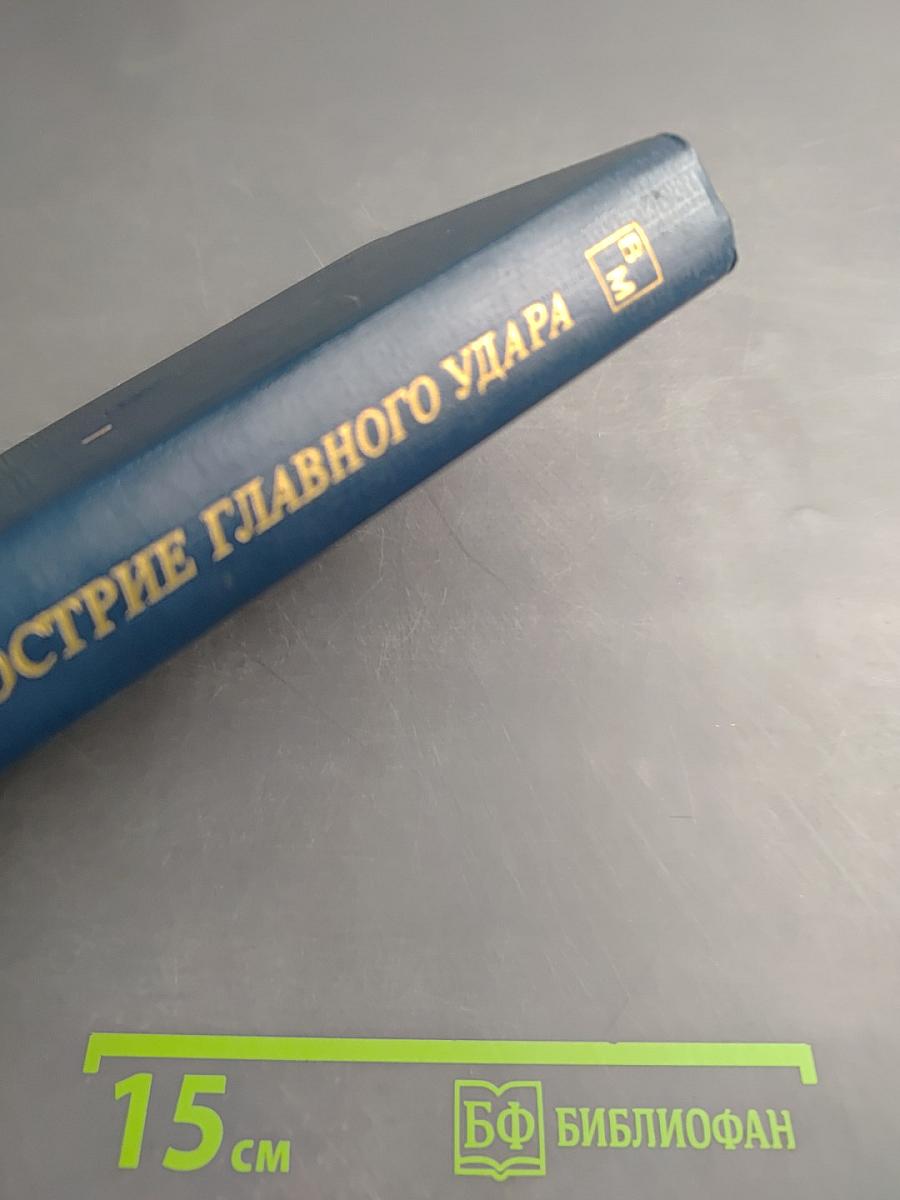 ОСТРИЕ ГЛАВНОГО УДАРА
ВМ
15 см
БФ БИБЛИОФАН